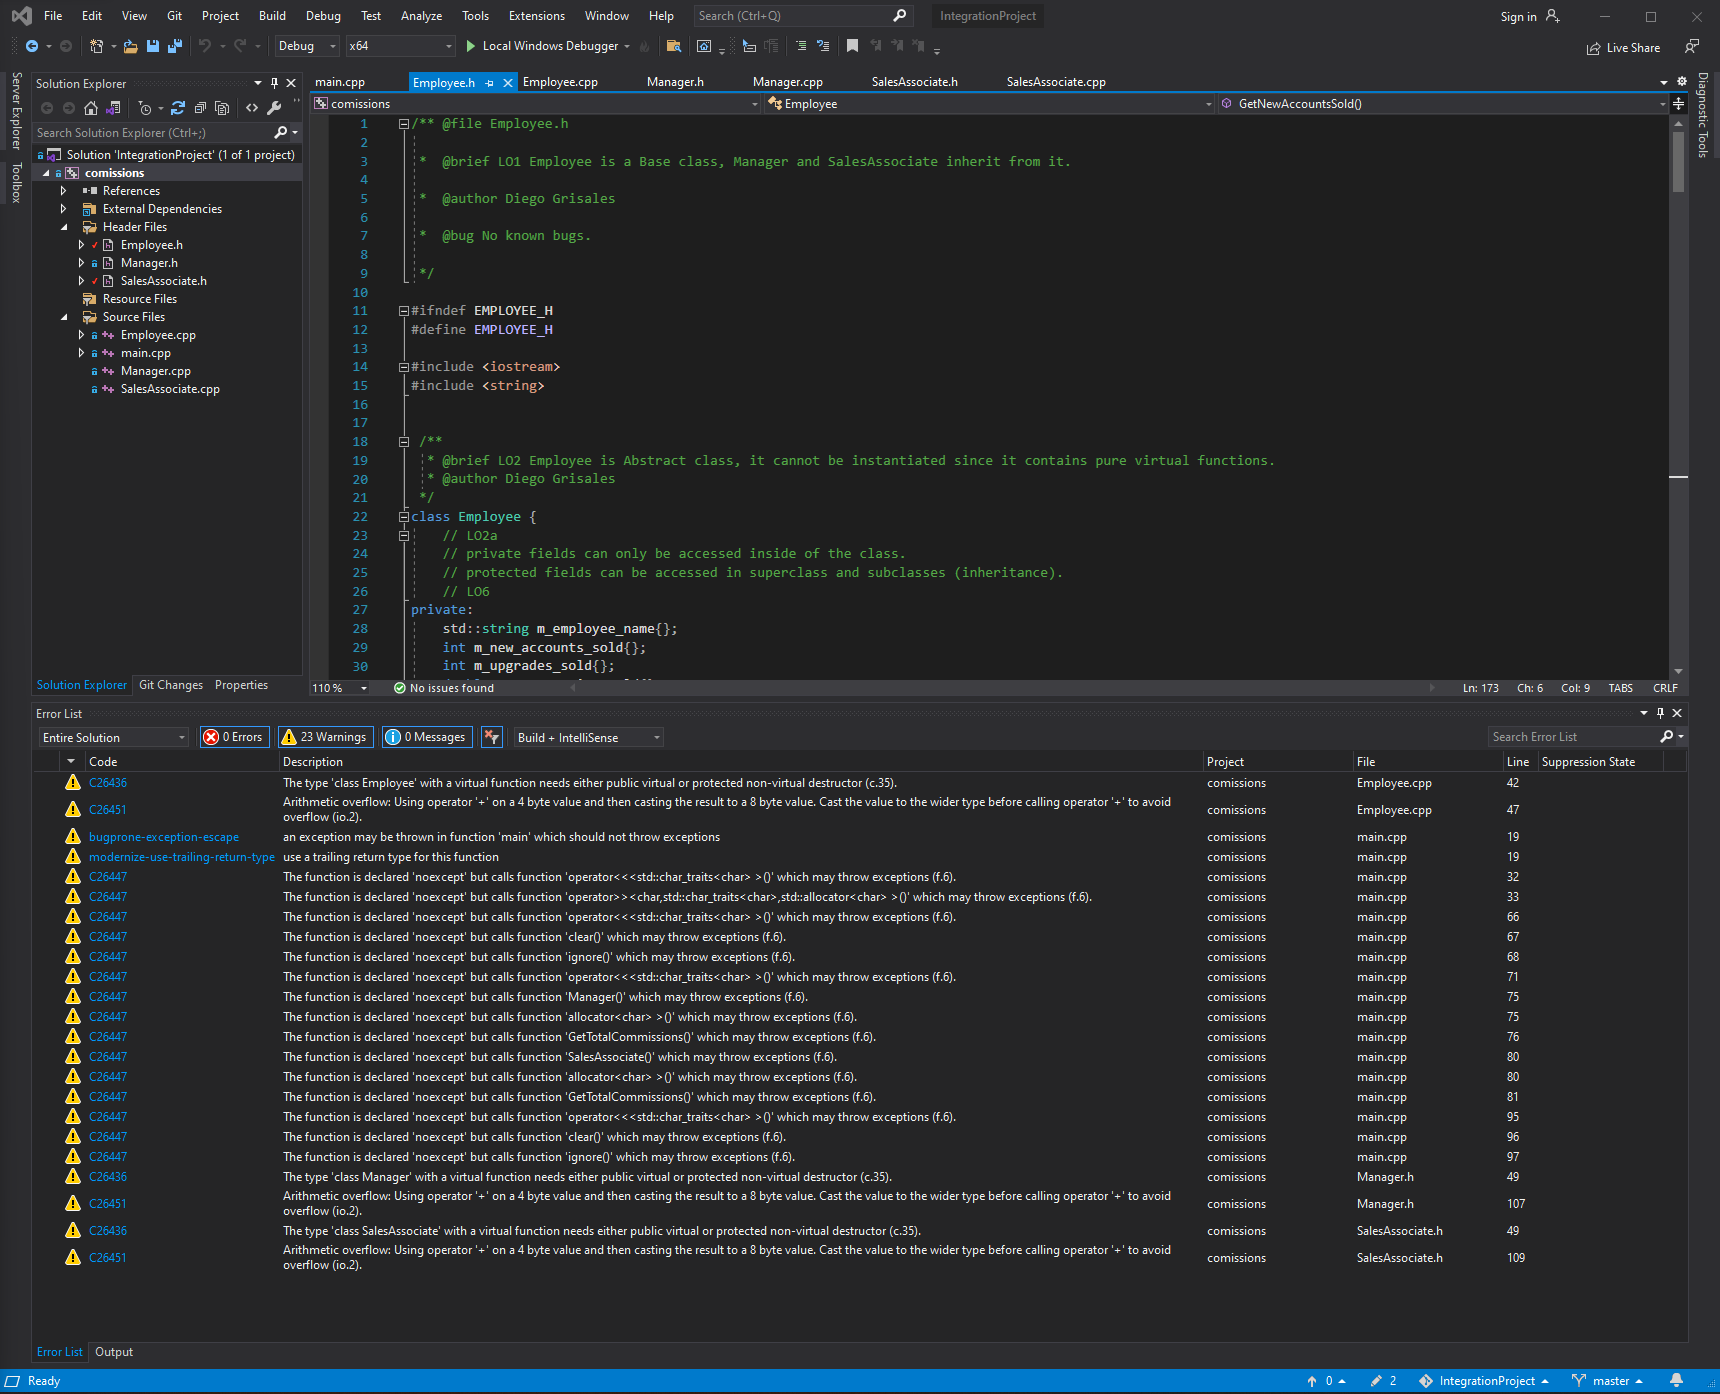 File Edit View Git Project Build Debug Test Analyze Tools Extensions Window Help Search (Ctrl+Q) IntegrationProject Sign in
Debug x64 Local Windows Debugger Live Share
Server Explorer
Toolbox
Diagnostic Tools
Solution Explorer
Search Solution Explorer (Ctrl+;)
Solution 'IntegrationProject' (1 of 1 project)
comissions
References
External Dependencies
Header Files
Employee.h
Manager.h
SalesAssociate.h
Resource Files
Source Files
Employee.cpp
main.cpp
Manager.cpp
SalesAssociate.cpp
Solution Explorer Git Changes Properties
main.cpp Employee.h Employee.cpp Manager.h Manager.cpp SalesAssociate.h SalesAssociate.cpp
comissions Employee GetNewAccountsSold()
1 /** @file Employee.h
2
3 * @brief LO1 Employee is a Base class, Manager and SalesAssociate inherit from it.
4
5 * @author Diego Grisales
6
7 * @bug No known bugs.
8
9 */
10
11 #ifndef EMPLOYEE_H
12 #define EMPLOYEE_H
13
14 #include <iostream>
15 #include <string>
16
17
18 /**
19 * @brief LO2 Employee is Abstract class, it cannot be instantiated since it contains pure virtual functions.
20 * @author Diego Grisales
21 */
22 class Employee {
23 // LO2a
24 // private fields can only be accessed inside of the class.
25 // protected fields can be accessed in superclass and subclasses (inheritance).
26 // LO6
27 private:
28 std::string m_employee_name{};
29 int m_new_accounts_sold{};
30 int m_upgrades_sold{};
110 % No issues found Ln: 173 Ch: 6 Col: 9 TABS CRLF
Error List
Entire Solution 0 Errors 23 Warnings 0 Messages Build + IntelliSense Search Error List
Code Description Project File Line Suppression State
C26436 The type 'class Employee' with a virtual function needs either public virtual or protected non-virtual destructor (c.35). comissions Employee.cpp 42
C26451 Arithmetic overflow: Using operator '+' on a 4 byte value and then casting the result to a 8 byte value. Cast the value to the wider type before calling operator '+' to avoid
overflow (io.2). comissions Employee.cpp 47
bugprone-exception-escape an exception may be thrown in function 'main' which should not throw exceptions comissions main.cpp 19
modernize-use-trailing-return-type use a trailing return type for this function comissions main.cpp 19
C26447 The function is declared 'noexcept' but calls function 'operator<<<std::char_traits<char> >()' which may throw exceptions (f.6). comissions main.cpp 32
C26447 The function is declared 'noexcept' but calls function 'operator>><char,std::char_traits<char>,std::allocator<char> >()' which may throw exceptions (f.6). comissions main.cpp 33
C26447 The function is declared 'noexcept' but calls function 'operator<<<std::char_traits<char> >()' which may throw exceptions (f.6). comissions main.cpp 66
C26447 The function is declared 'noexcept' but calls function 'clear()' which may throw exceptions (f.6). comissions main.cpp 67
C26447 The function is declared 'noexcept' but calls function 'ignore()' which may throw exceptions (f.6). comissions main.cpp 68
C26447 The function is declared 'noexcept' but calls function 'operator<<<std::char_traits<char> >()' which may throw exceptions (f.6). comissions main.cpp 71
C26447 The function is declared 'noexcept' but calls function 'Manager()' which may throw exceptions (f.6). comissions main.cpp 75
C26447 The function is declared 'noexcept' but calls function 'allocator<char> >()' which may throw exceptions (f.6). comissions main.cpp 75
C26447 The function is declared 'noexcept' but calls function 'GetTotalCommissions()' which may throw exceptions (f.6). comissions main.cpp 76
C26447 The function is declared 'noexcept' but calls function 'SalesAssociate()' which may throw exceptions (f.6). comissions main.cpp 80
C26447 The function is declared 'noexcept' but calls function 'allocator<char> >()' which may throw exceptions (f.6). comissions main.cpp 80
C26447 The function is declared 'noexcept' but calls function 'GetTotalCommissions()' which may throw exceptions (f.6). comissions main.cpp 81
C26447 The function is declared 'noexcept' but calls function 'operator<<<std::char_traits<char> >()' which may throw exceptions (f.6). comissions main.cpp 95
C26447 The function is declared 'noexcept' but calls function 'clear()' which may throw exceptions (f.6). comissions main.cpp 96
C26447 The function is declared 'noexcept' but calls function 'ignore()' which may throw exceptions (f.6). comissions main.cpp 97
C26436 The type 'class Manager' with a virtual function needs either public virtual or protected non-virtual destructor (c.35). comissions Manager.h 49
C26451 Arithmetic overflow: Using operator '+' on a 4 byte value and then casting the result to a 8 byte value. Cast the value to the wider type before calling operator '+' to avoid
overflow (io.2). comissions Manager.h 107
C26436 The type 'class SalesAssociate' with a virtual function needs either public virtual or protected non-virtual destructor (c.35). comissions SalesAssociate.h 49
C26451 Arithmetic overflow: Using operator '+' on a 4 byte value and then casting the result to a 8 byte value. Cast the value to the wider type before calling operator '+' to avoid
overflow (io.2). comissions SalesAssociate.h 109
Error List Output
Ready 0 2 IntegrationProject master